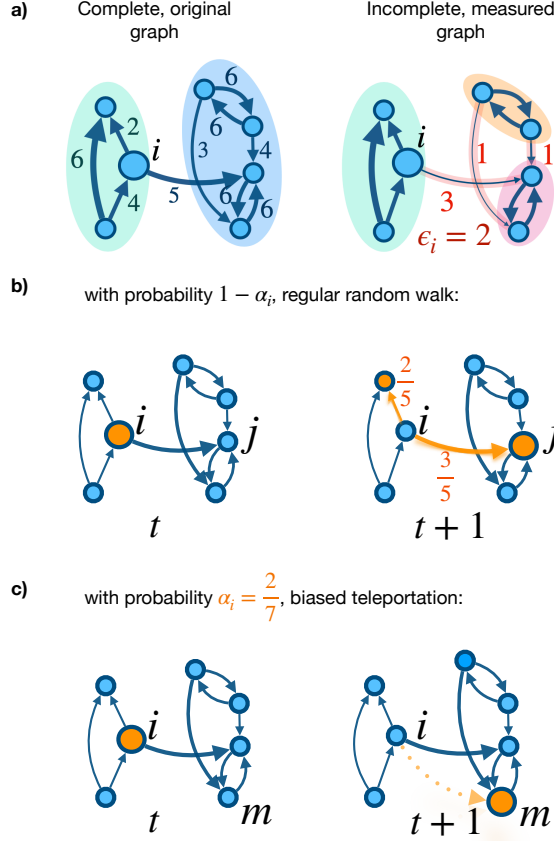 a) Complete, original graph
Incomplete, measured graph
6
2
i
4
5
6
6
3
4
6
6
i
3
1
1
ϵᵢ = 2
b) with probability 1 − αᵢ, regular random walk:
i
j
t
2/5
i
j
3/5
t + 1
c) with probability αᵢ = 2/7, biased teleportation:
i
m
t
i
m
t + 1